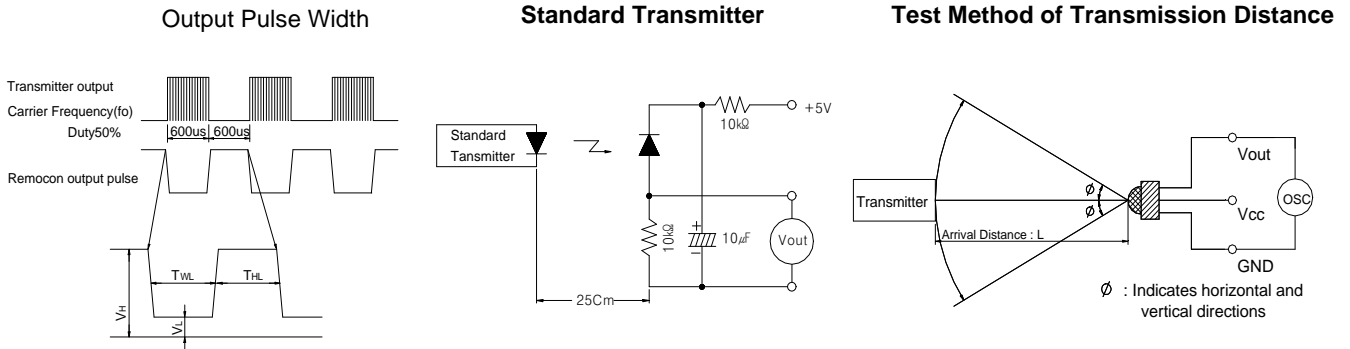 Output Pulse Width
Transmitter output
Carrier Frequency(fo)
Duty50%
600us 600us
Remocon output pulse
TWL THL
VH
VL
Standard Transmitter
+5V
10kΩ
Standard
Tansmitter
10kΩ
+
10μF
Vout
25Cm
Test Method of Transmission Distance
Vout
Transmitter
ø
ø
Vcc
OSC
Arrival Distance : L
GND
ø : Indicates horizontal and
vertical directions